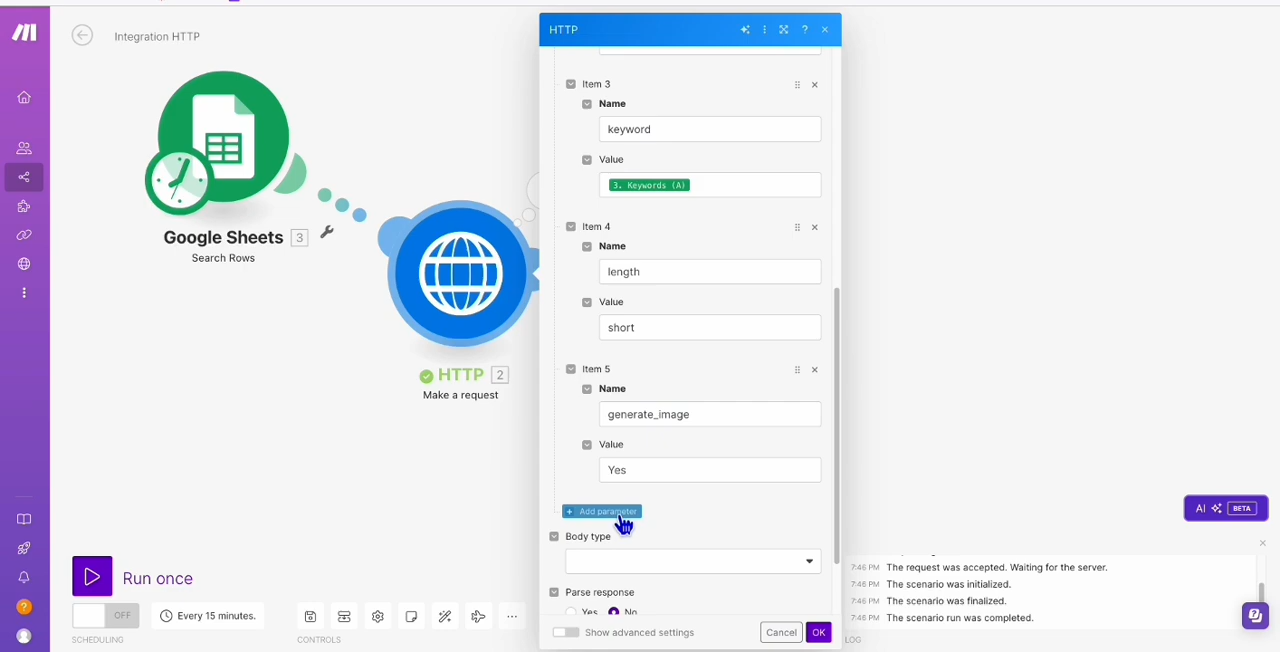 Integration HTTP
HTTP
?
Item 3
Name
keyword
Value
3. Keywords (A)
Item 4
Name
length
Value
short
Item 5
Name
generate_image
Value
Yes
+ Add parameter
Body type
Parse response
Yes No
Show advanced settings
Cancel OK
Google Sheets 3
Search Rows
HTTP 2
Make a request
AI BETA
Run once
OFF
Every 15 minutes.
SCHEDULING
CONTROLS
7:46 PM The request was accepted. Waiting for the server.
7:46 PM The scenario was initialized.
7:46 PM The scenario was finalized.
7:46 PM The scenario run was completed.
LOG
?